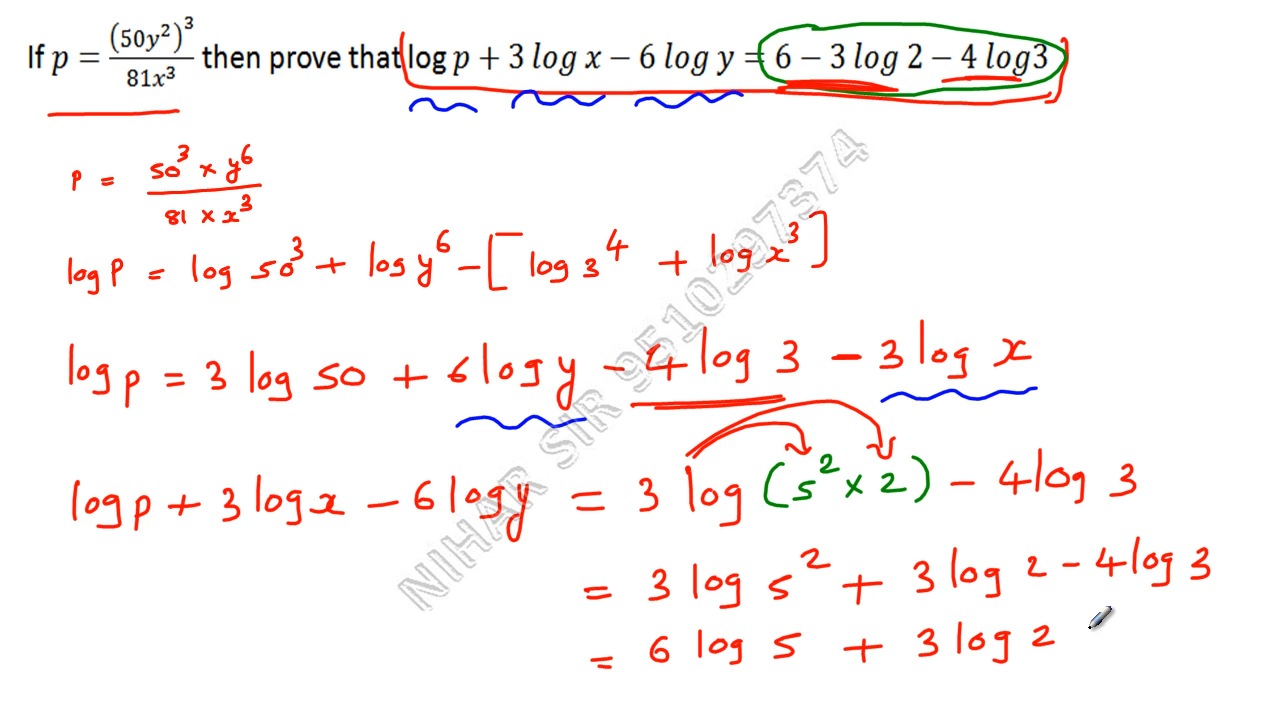 If p = (50y²)³ / 81x³ then prove that log p + 3 log x − 6 log y = 6 − 3 log 2 − 4 log3
P = 50³ × y⁶ / 81 × x³
log P = log 50³ + log y⁶ − [ log 3⁴ + log x³ ]
log p = 3 log 50 + 6 log y − 4 log 3 − 3 log x
log p + 3 log x − 6 log y = 3 log (5² × 2) − 4 log 3
= 3 log 5² + 3 log 2 − 4 log 3
= 6 log 5 + 3 log 2
NIHAR SIR 9510297374